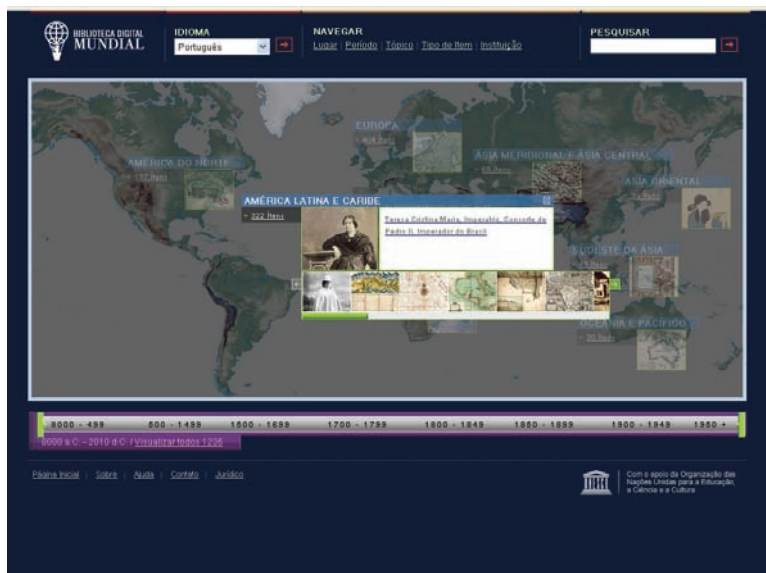 BIBLIOTECA DIGITAL
MUNDIAL
IDIOMA
Português
NAVEGAR
Lugar | Período | Tópico | Tipo de Item | Instituição
PESQUISAR
EUROPA
AMÉRICA DO NORTE
ÁSIA MERIDIONAL E ÁSIA CENTRAL
ÁSIA ORIENTAL
AMÉRICA LATINA E CARIBE
322 Itens
Teresa Cristina Maria, Imperatriz, Consorte de
Pedro II, Imperador do Brasil
SUDESTE DA ÁSIA
OCEANIA E PACÍFICO
8000 - 499 500 - 1499 1500 - 1699 1700 - 1799 1800 - 1849 1850 - 1899 1900 - 1949 1950 +
8000 a.C. - 2010 d.C. / Visualizar todos 1236
Página Inicial | Sobre | Ajuda | Contato | Jurídico
Com o apoio da Organização das
Nações Unidas para a Educação,
a Ciência e a Cultura